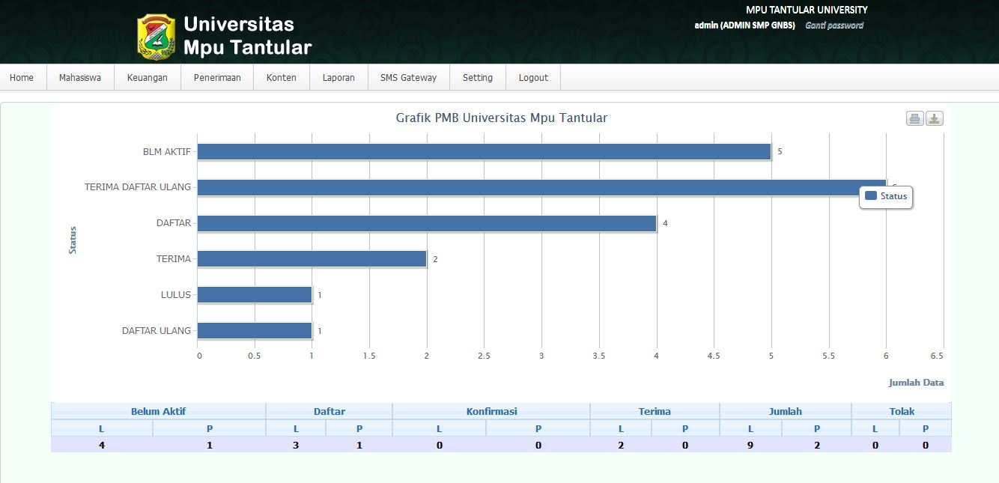 Universitas
Mpu Tantular
MPU TANTULAR UNIVERSITY
admin (ADMIN SMP GNBS) Ganti password
Home Mahasiswa Keuangan Penerimaan Konten Laporan SMS Gateway Setting Logout
Grafik PMB Universitas Mpu Tantular
BLM AKTIF 5
TERIMA DAFTAR ULANG
Status
DAFTAR 4
Status
TERIMA 2
LULUS 1
DAFTAR ULANG 1
0 0.5 1 1.5 2 2.5 3 3.5 4 4.5 5 5.5 6 6.5
Jumlah Data
Belum Aktif Daftar Konfirmasi Terima Jumlah Tolak
L P L P L P L P L P L P
4 1 3 1 0 0 2 0 9 2 0 0